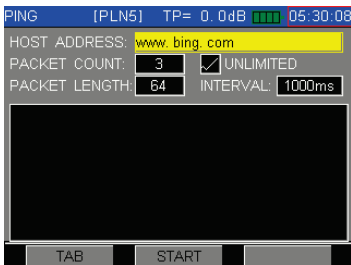 PING [PLN5] TP= 0.0dB 05:30:08
HOST ADDRESS: www.bing.com
PACKET COUNT: 3 UNLIMITED
PACKET LENGTH: 64 INTERVAL: 1000ms
TAB START